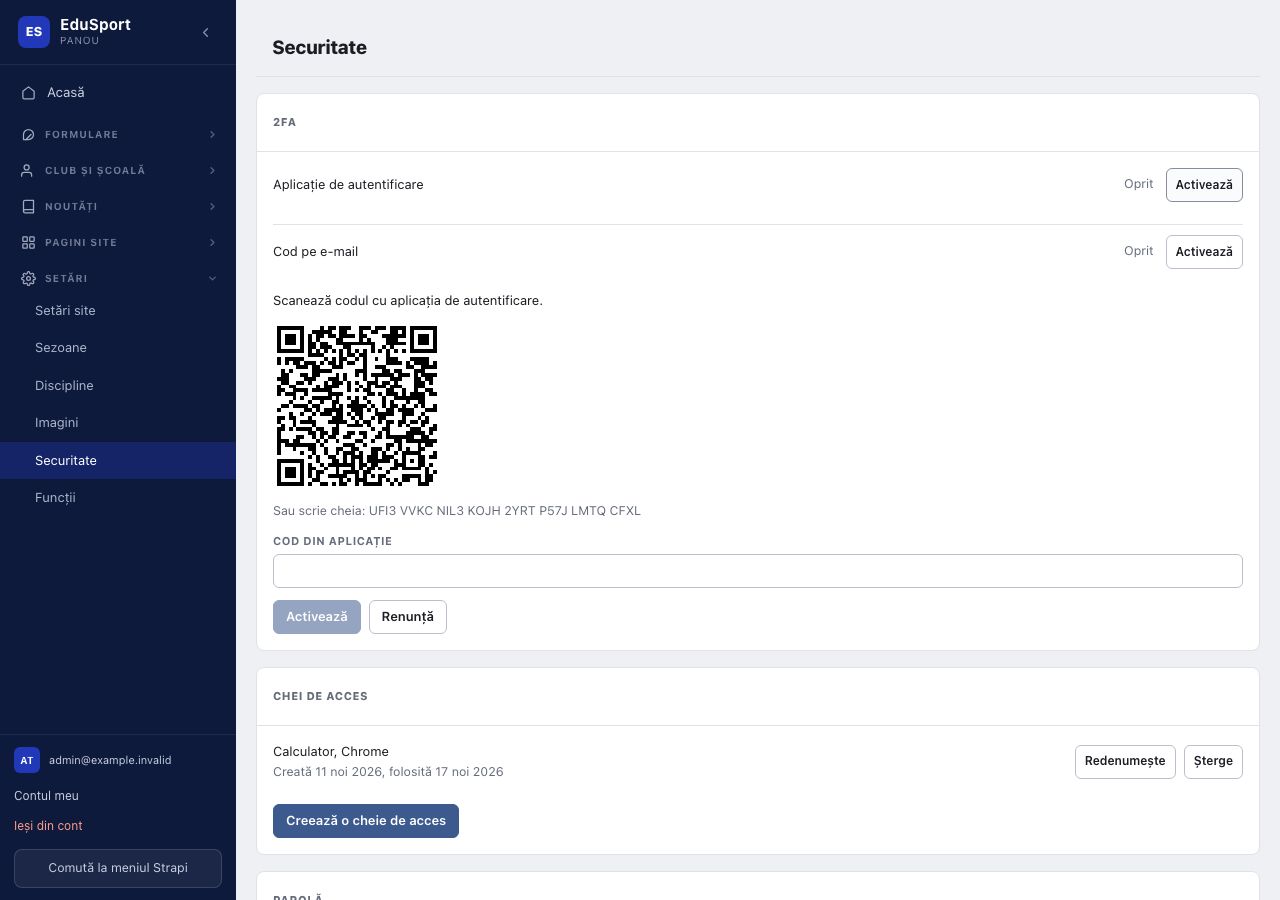 ES
EduSport
PANOU
Acasă
FORMULARE
CLUB ȘI ȘCOALĂ
NOUTĂȚI
PAGINI SITE
SETĂRI
Setări site
Sezoane
Discipline
Imagini
Securitate
Funcții
AT
admin@example.invalid
Contul meu
Ieși din cont
Comută la meniul Strapi
Securitate
2FA
Aplicație de autentificare
Oprit
Activează
Cod pe e-mail
Oprit
Activează
Scanează codul cu aplicația de autentificare.
Sau scrie cheia: UFI3 VVKC NIL3 KOJH 2YRT P57J LMTQ CFXL
COD DIN APLICAȚIE
Activează
Renunță
CHEI DE ACCES
Calculator, Chrome
Creată 11 noi 2026, folosită 17 noi 2026
Redenumește
Șterge
Creează o cheie de acces
PAROLĂ